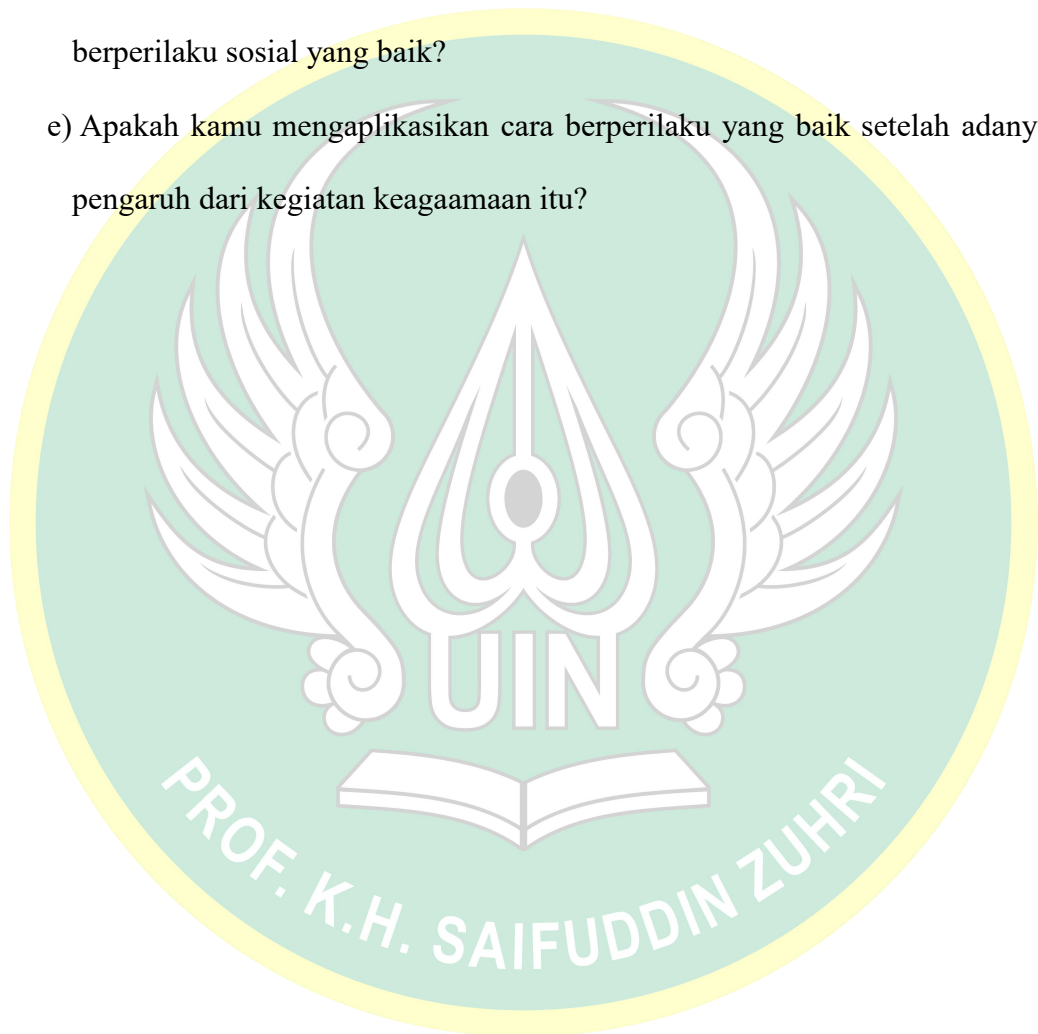 berperilaku sosial yang baik?
e) Apakah kamu mengaplikasikan cara berperilaku yang baik setelah adany
pengaruh dari kegiatan keagaamaan itu?
UIN
PROF. K.H. SAIFUDDIN ZUHRI